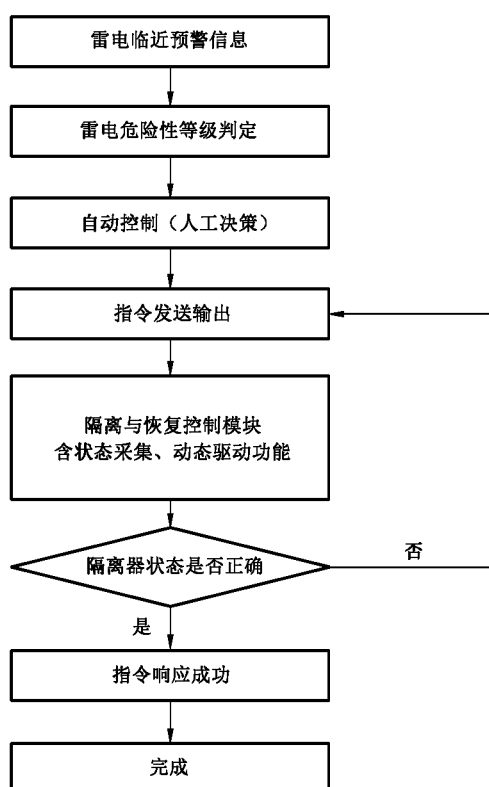 雷电临近预警信息
雷电危险性等级判定
自动控制（人工决策）
指令发送输出
隔离与恢复控制模块
含状态采集、动态驱动功能
隔离器状态是否正确
否
是
指令响应成功
完成